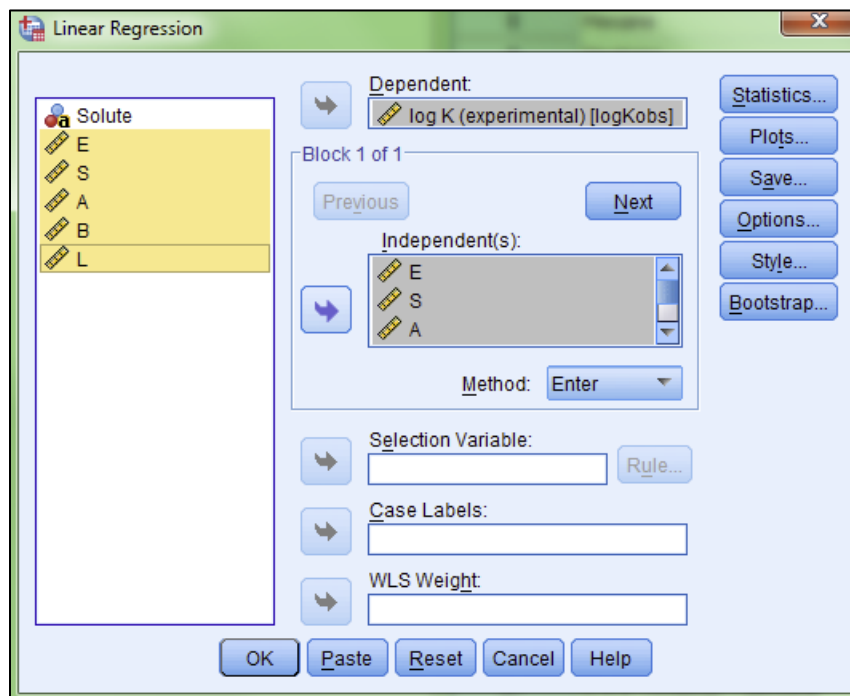 Linear Regression
X
Solute
E
S
A
B
L
Dependent:
log K (experimental) [logKobs]
Block 1 of 1
Previous
Next
Independent(s):
E
S
A
Method:
Enter
Selection Variable:
Rule...
Case Labels:
WLS Weight:
Statistics...
Plots...
Save...
Options...
Style...
Bootstrap...
OK
Paste
Reset
Cancel
Help